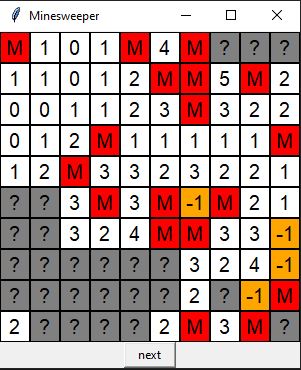 Minesweeper
M 1 0 1 M 4 M ? ? ?
1 1 0 1 2 M M 5 M 2
0 0 1 1 2 3 M 3 2 2
0 1 2 M 1 1 1 1 1 M
1 2 M 3 3 2 3 2 2 1
? ? 3 M 3 M -1 M 2 1
? ? 3 2 4 M M 3 3 -1
? ? ? ? ? ? 3 2 4 -1
? ? ? ? ? ? 2 ? -1 M
2 ? ? ? ? 2 M 3 M ?
next